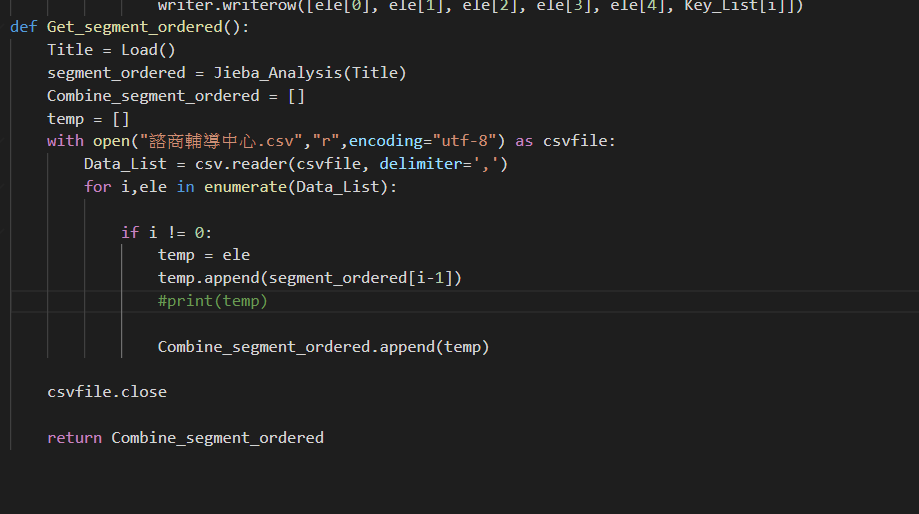 writer.writerow([ele[0], ele[1], ele[2], ele[3], ele[4], Key_List[i]])
def Get_segment_ordered():
    Title = Load()
    segment_ordered = Jieba_Analysis(Title)
    Combine_segment_ordered = []
    temp = []
    with open("諮商輔導中心.csv","r",encoding="utf-8") as csvfile:
        Data_List = csv.reader(csvfile, delimiter=',')
        for i,ele in enumerate(Data_List):
            if i != 0:
                temp = ele
                temp.append(segment_ordered[i-1])
                #print(temp)
                Combine_segment_ordered.append(temp)
    csvfile.close
    return Combine_segment_ordered